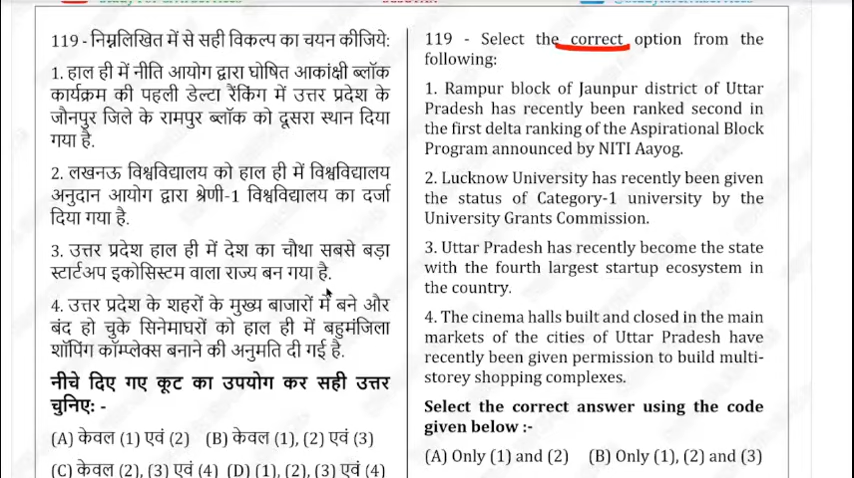 119 - निम्नलिखित में से सही विकल्प का चयन कीजिये:
1. हाल ही में नीति आयोग द्वारा घोषित आकांक्षी ब्लॉक
कार्यक्रम की पहली डेल्टा रैंकिंग में उत्तर प्रदेश के
जौनपुर जिले के रामपुर ब्लॉक को दूसरा स्थान दिया
गया है.
2. लखनऊ विश्वविद्यालय को हाल ही में विश्वविद्यालय
अनुदान आयोग द्वारा श्रेणी-1 विश्वविद्यालय का दर्जा
दिया गया है.
3. उत्तर प्रदेश हाल ही में देश का चौथा सबसे बड़ा
स्टार्टअप इकोसिस्टम वाला राज्य बन गया है.
4. उत्तर प्रदेश के शहरों के मुख्य बाजारों में बने और
बंद हो चुके सिनेमाघरों को हाल ही में बहुमंजिला
शॉपिंग कॉम्प्लेक्स बनाने की अनुमति दी गई है.
नीचे दिए गए कूट का उपयोग कर सही उत्तर
चुनिए: -
(A) केवल (1) एवं (2) (B) केवल (1), (2) एवं (3)
(C) केवल (2), (3) एवं (4) (D) (1), (2), (3) एवं (4)
119 - Select the correct option from the
following:
1. Rampur block of Jaunpur district of Uttar
Pradesh has recently been ranked second in
the first delta ranking of the Aspirational Block
Program announced by NITI Aayog.
2. Lucknow University has recently been given
the status of Category-1 university by the
University Grants Commission.
3. Uttar Pradesh has recently become the state
with the fourth largest startup ecosystem in
the country.
4. The cinema halls built and closed in the main
markets of the cities of Uttar Pradesh have
recently been given permission to build multi-
storey shopping complexes.
Select the correct answer using the code
given below :-
(A) Only (1) and (2) (B) Only (1), (2) and (3)